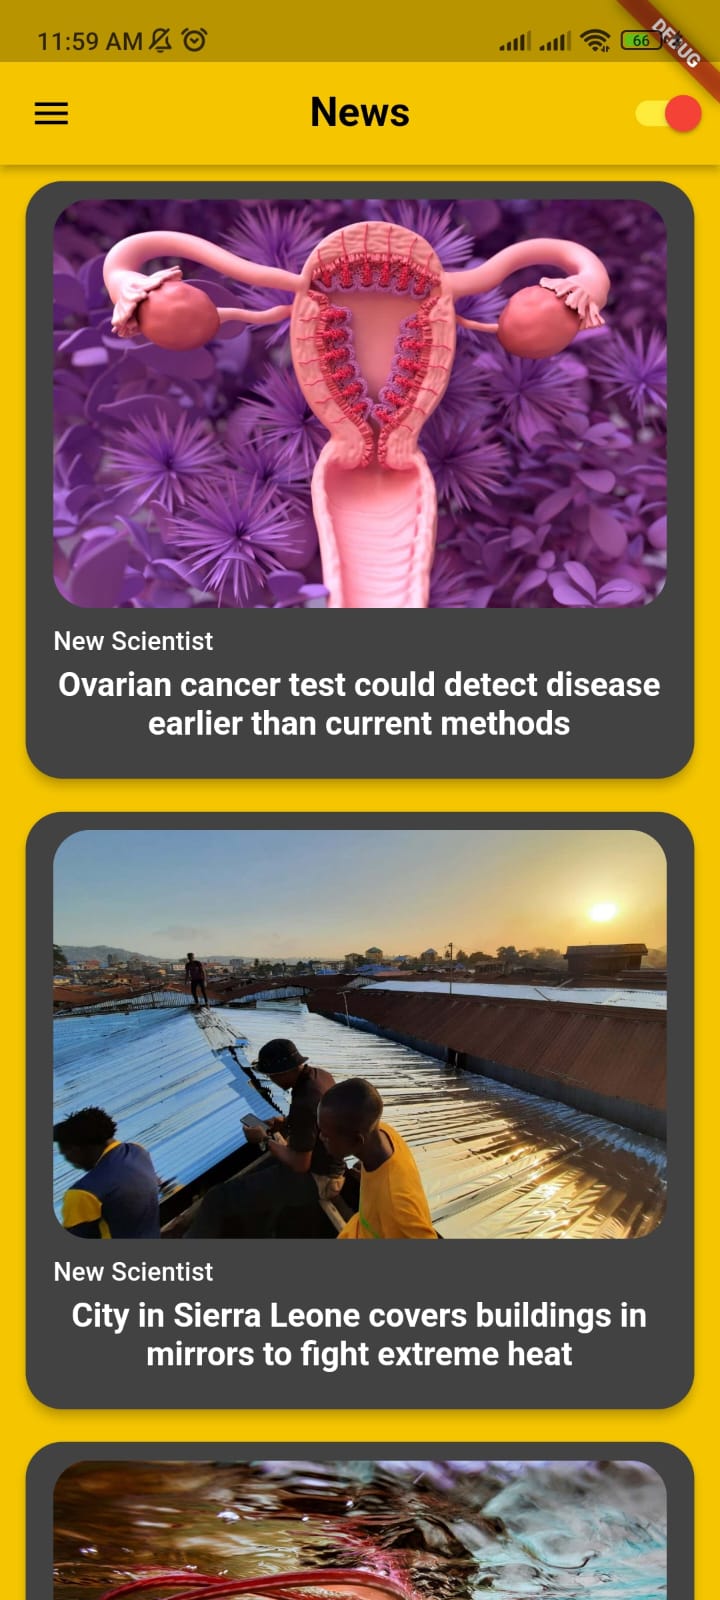 11:59 AM
66
DEBUG
News
New Scientist
Ovarian cancer test could detect disease
earlier than current methods
New Scientist
City in Sierra Leone covers buildings in
mirrors to fight extreme heat